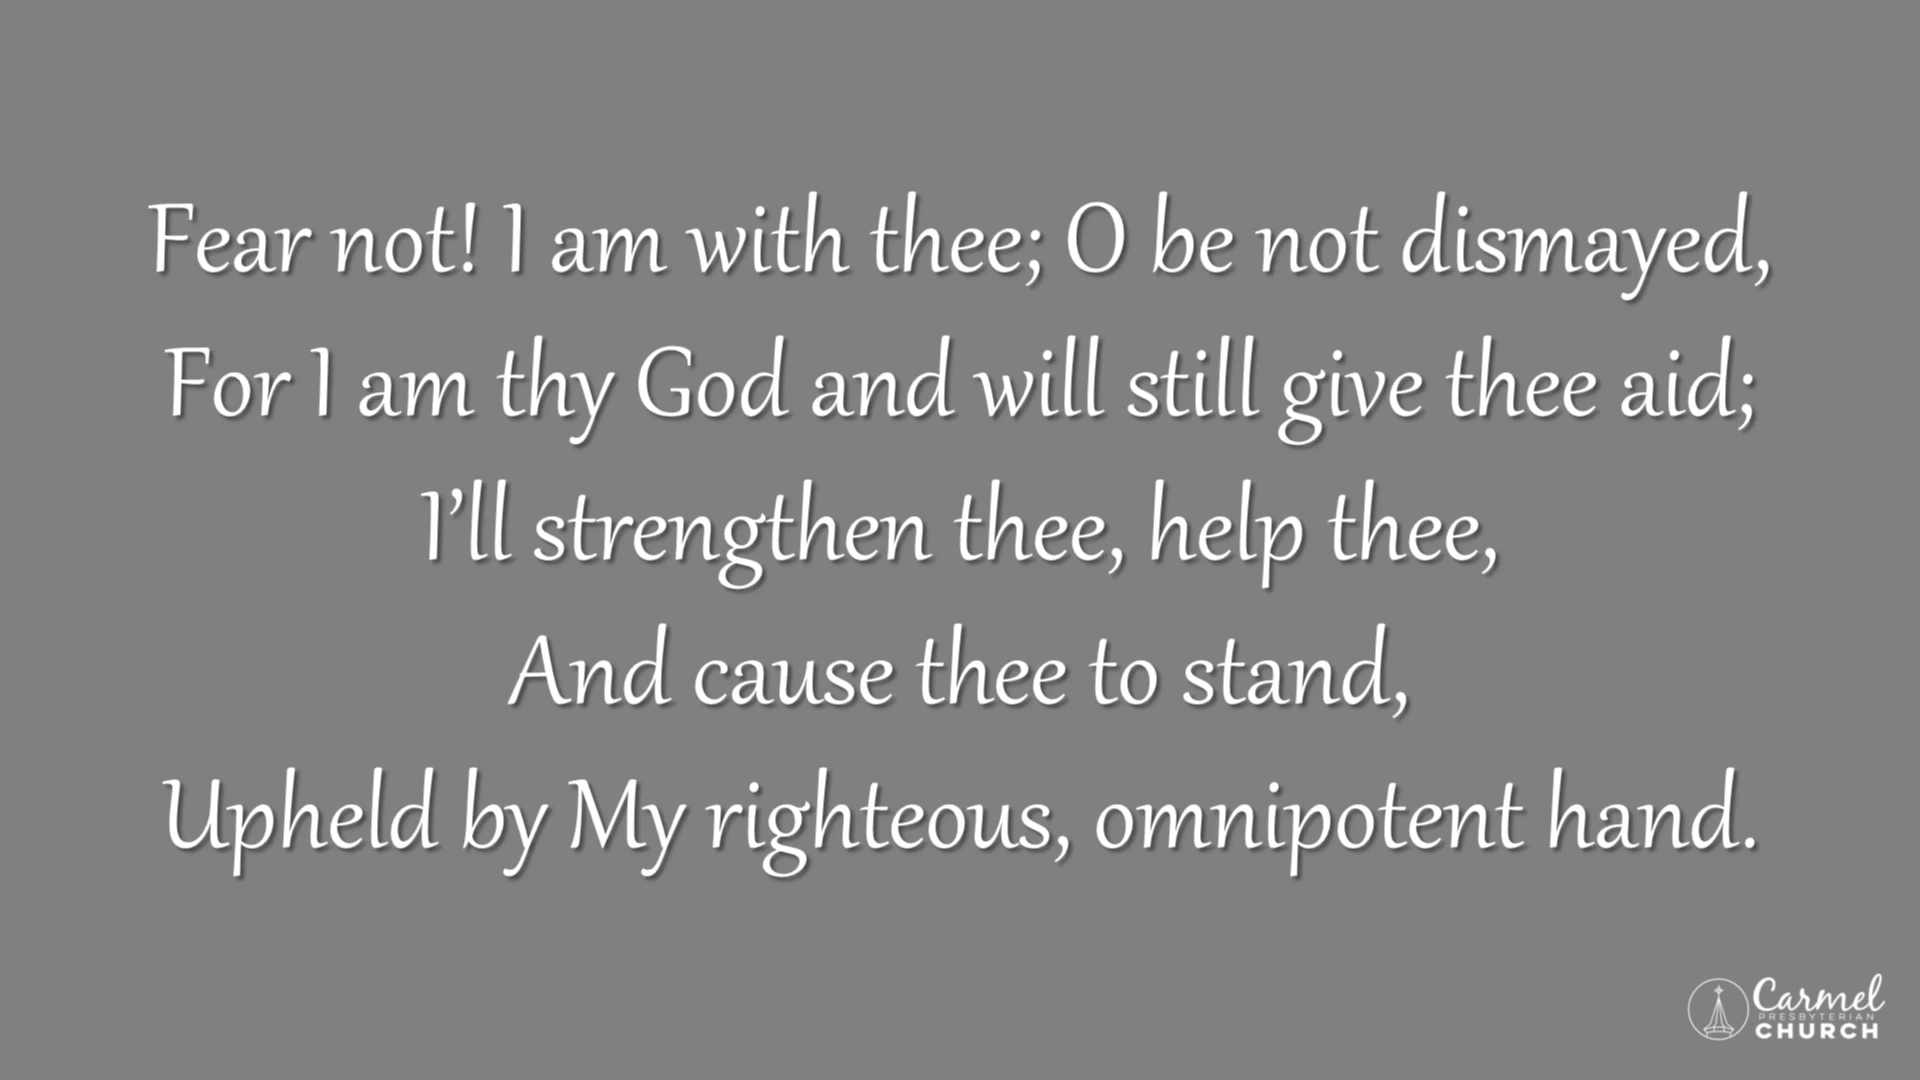 Fear not! I am with thee; O be not dismayed,
For I am thy God and will still give thee aid;
I’ll strengthen thee, help thee,
And cause thee to stand,
Upheld by My righteous, omnipotent hand.
Carmel
PRESBYTERIAN
CHURCH